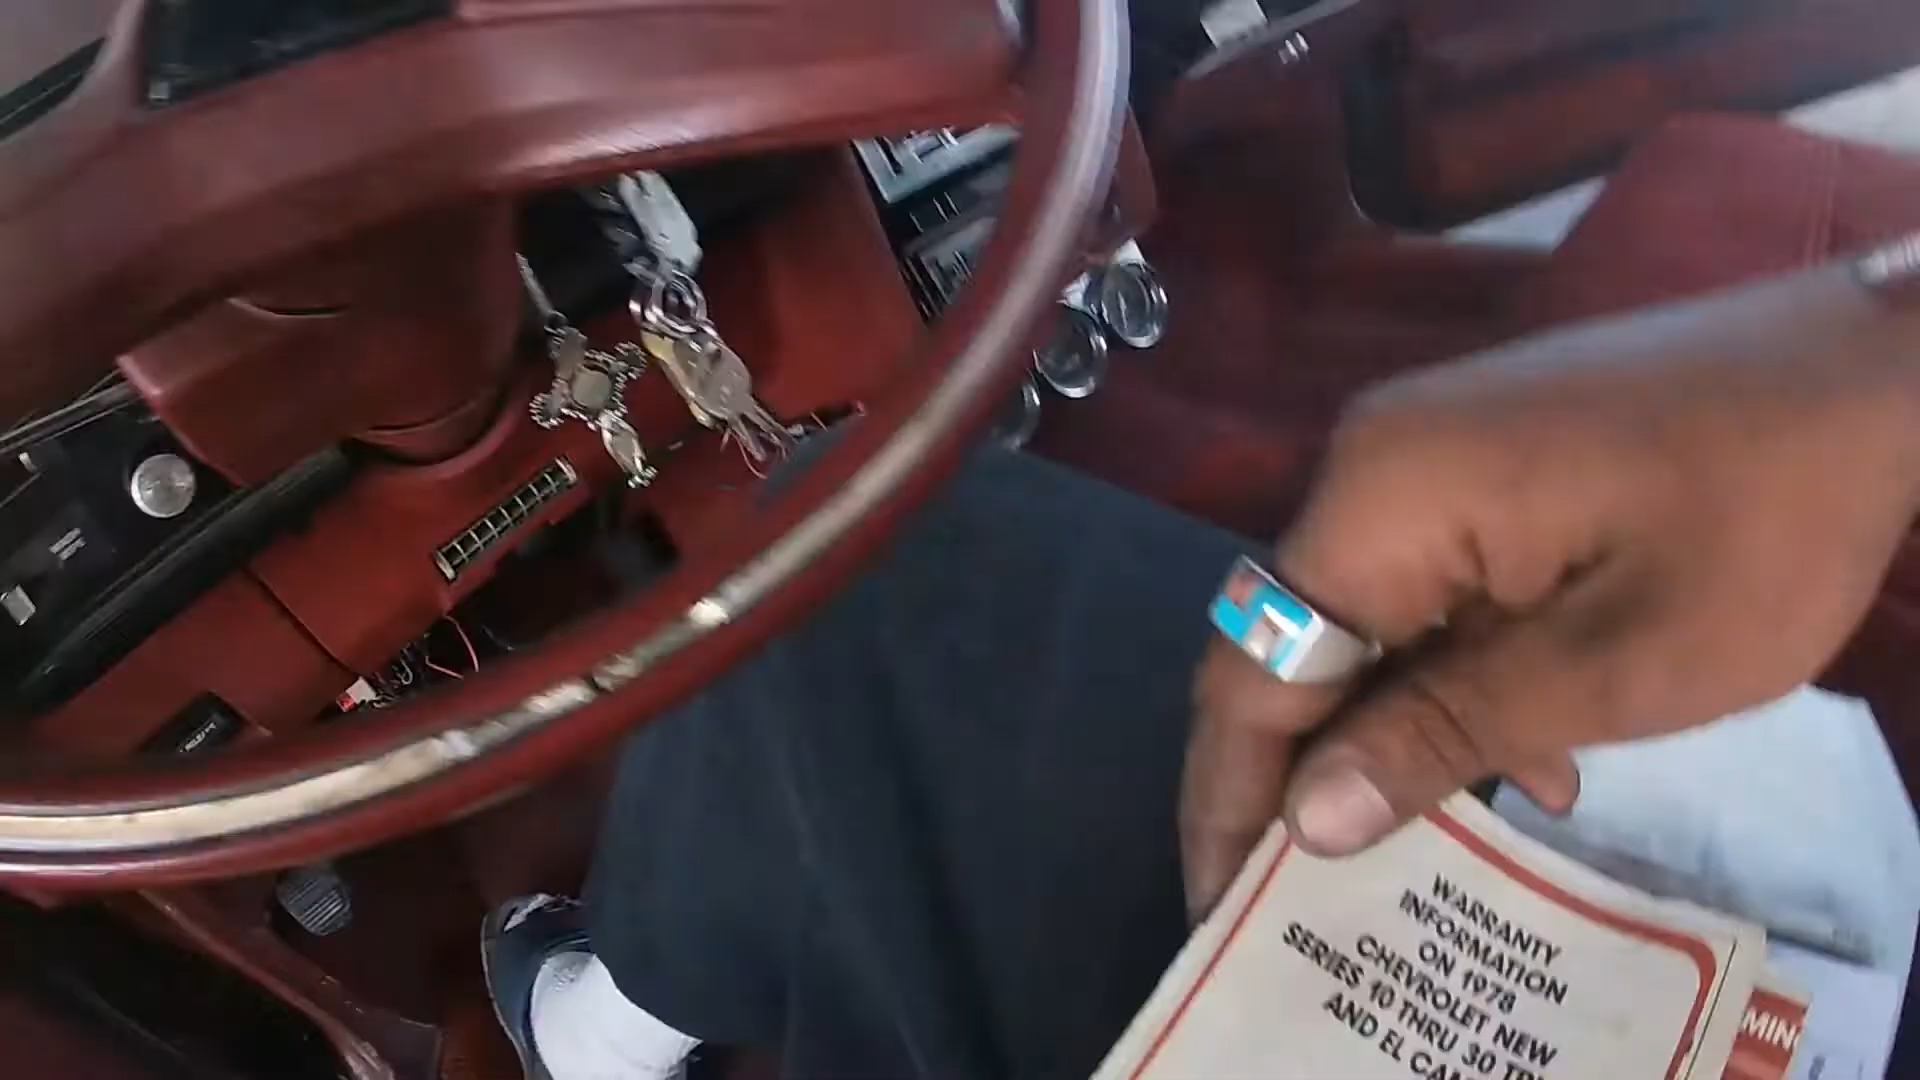 WARRANTY
INFORMATION
ON 1978
CHEVROLET NEW
SERIES 10 THRU 30
AND EL